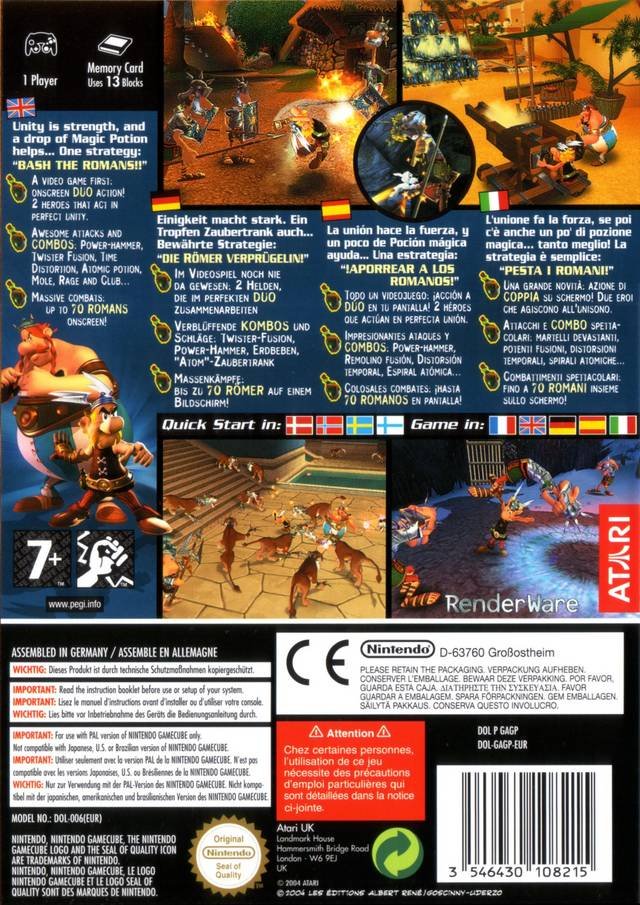 1 Player
Memory Card
Uses 13 Blocks
Unity is strength, and
a drop of Magic Potion
helps... One strategy:
"BASH THE ROMANS!!"
A VIDEO GAME FIRST:
ONSCREEN DUO ACTION!
2 HEROES THAT ACT IN
PERFECT UNITY.
AWESOME ATTACKS AND
COMBOS: POWER-HAMMER,
TWISTER FUSION, TIME
DISTORTION, ATOMIC POTION,
MOLE, RAGE AND CLUB...
MASSIVE COMBATS:
UP TO 70 ROMANS
ONSCREEN!
Einigkeit macht stark. Ein
Tropfen Zaubertrank auch...
Bewährte Strategie:
"DIE RÖMER VERPRÜGELN!"
IM VIDEOSPIEL NOCH NIE
DA GEWESEN: 2 HELDEN,
DIE IM PERFEKTEN DUO
ZUSAMMENARBEITEN
VERBLÜFFENDE KOMBOS UND
SCHLÄGE: TWISTER-FUSION,
POWER-HAMMER, ERDBEBEN,
"ATOM"-ZAUBERTRANK
MASSENKÄMPFE:
BIS ZU 70 RÖMER AUF EINEM
BILDSCHIRM!
La unión hace la fuerza, y
un poco de Poción mágica
ayuda... Una estrategia:
"¡APORREAR A LOS
ROMANOS!"
TODO UN VIDEOJUEGO: ¡ACCIÓN A
DÚO EN TU PANTALLA! 2 HÉROES
QUE ACTÚAN EN PERFECTA UNIÓN.
IMPRESIONANTES ATAQUES Y
COMBOS: POWER-HAMMER,
REMOLINO FUSIÓN, DISTORSIÓN
TEMPORAL, ESPIRAL ATÓMICA...
COLOSALES COMBATES: ¡HASTA
70 ROMANOS EN PANTALLA!
L'unione fa la forza, se poi
c'è anche un po' di pozione
magica... tanto meglio! La
strategia è semplice:
"PESTA I ROMANI!"
UNA GRANDE NOVITÀ: AZIONE DI
COPPIA SU SCHERMO! DUE EROI
CHE AGISCONO ALL'UNISONO.
ATTACCHI E COMBO SPETTA-
COLARI: MARTELLI DEVASTANTI,
POTENTI FUSIONI, DISTORSIONI
TEMPORALI, SPIRALI ATOMICHE...
COMBATTIMENTI SPETTACOLARI:
FINO A 70 ROMANI INSIEME
SULLO SCHERMO!
Quick Start in:
Game in:
7+
TM
www.pegi.info
RenderWare
ATARI
ASSEMBLED IN GERMANY / ASSEMBLE EN ALLEMAGNE
WICHTIG: Dieses Produkt ist durch technische Schutzmaßnahmen kopiergeschützt.
IMPORTANT: Read the instruction booklet before use or setup of your system.
IMPORTANT: Lisez le manuel d'instructions avant d'installer ou d'utiliser votre console.
WICHTIG: Lies bitte vor Inbetriebnahme des Geräts die Bedienungsanleitung durch.
IMPORTANT: For use with PAL version of NINTENDO GAMECUBE only.
Not compatible with Japanese, U.S. or Brazilian version of NINTENDO GAMECUBE.
IMPORTANT: Utiliser seulement avec la version PAL de la NINTENDO GAMECUBE. N'est pas
compatible avec les versions Japonaises, U.S. ou Brésiliennes de la NINTENDO GAMECUBE.
WICHTIG: Nur zur Verwendung mit der PAL-Version des NINTENDO GAMECUBE. Nicht kompa-
tibel mit der japanischen, amerikanischen und brasilianischen Version des NINTENDO GAMECUBE.
MODEL NO.: DOL-006(EUR)
NINTENDO, NINTENDO GAMECUBE, THE NINTENDO
GAMECUBE LOGO AND THE SEAL OF QUALITY ICON
ARE TRADEMARKS OF NINTENDO.
NINTENDO, NINTENDO GAMECUBE, LE LOGO
NINTENDO GAMECUBE ET LE LOGO SEAL OF
QUALITY SONT DES MARQUES DE NINTENDO.
Original
Nintendo
Seal of
Quality
CE
Nintendo D-63760 Großostheim
PLEASE RETAIN THE PACKAGING. VERPACKUNG AUFHEBEN.
CONSERVER L'EMBALLAGE. BEWAAR DEZE VERPAKKING. POR FAVOR,
GUARDA ESTA CAJA. ΔΙΑΤΗΡΗΣΤΕ ΤΗΝ ΣΥΣΚΕΥΑΣΙΑ. FAVOR
GUARDAR A EMBALAGEM. SPARA FÖRPACKNINGEN. GEM EMBALLAGEN.
SÄILYTÄ PAKKAUS. CONSERVA QUESTO INVOLUCRO.
Attention
Chez certaines personnes,
l'utilisation de ce jeu
nécessite des précautions
d'emploi particulières qui
sont détaillées dans la notice
ci-jointe.
DOL P GAGP
DOL-GAGP-EUR
Atari UK
Landmark House
Hammersmith Bridge Road
London - W6 9EJ
UK
© 2004 ATARI
© 2004 LES ÉDITIONS ALBERT RENÉ/GOSCINNY-UDERZO
3 546430 108215